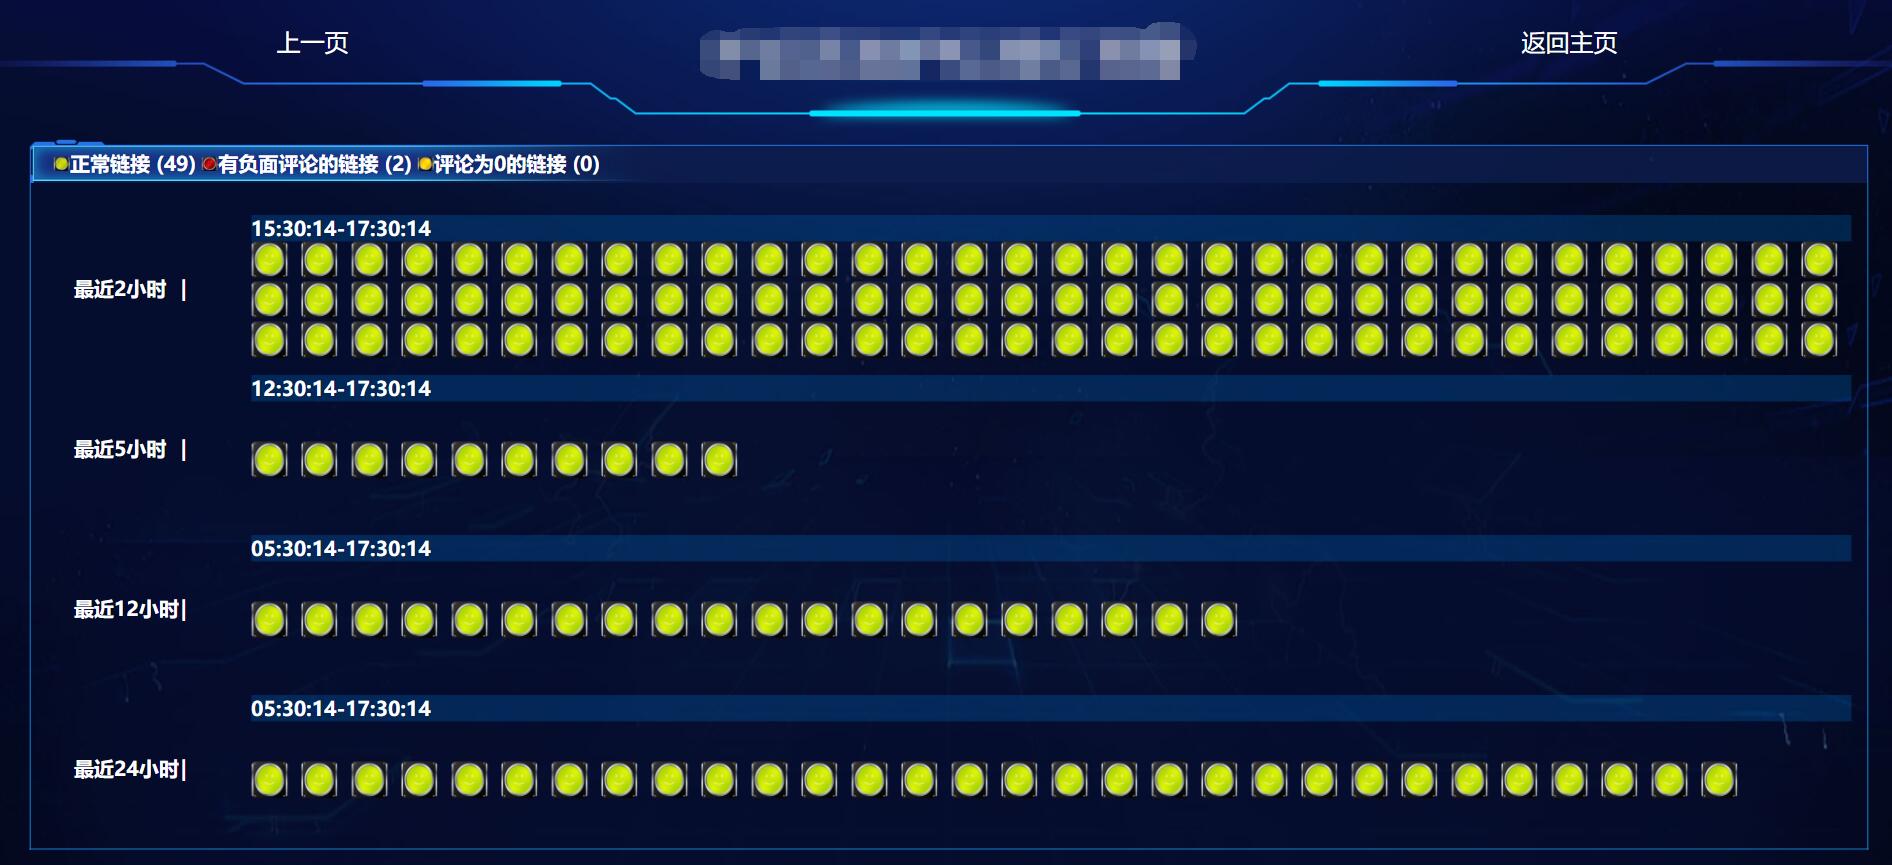 上一页
返回主页
正常链接 (49) 有负面评论的链接 (2) 评论为0的链接 (0)
15:30:14-17:30:14
最近2小时 |
12:30:14-17:30:14
最近5小时 |
05:30:14-17:30:14
最近12小时|
05:30:14-17:30:14
最近24小时|